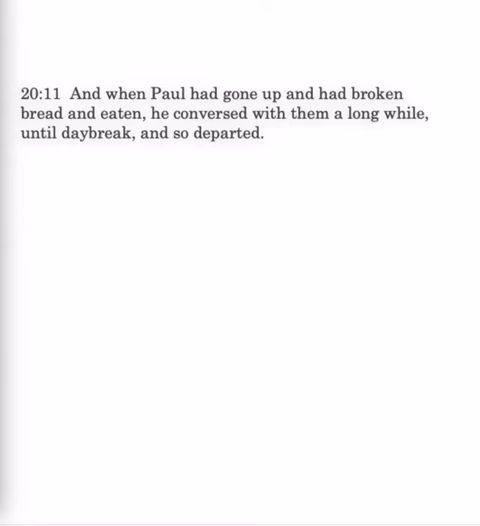 20:11 And when Paul had gone up and had broken
bread and eaten, he conversed with them a long while,
until daybreak, and so departed.